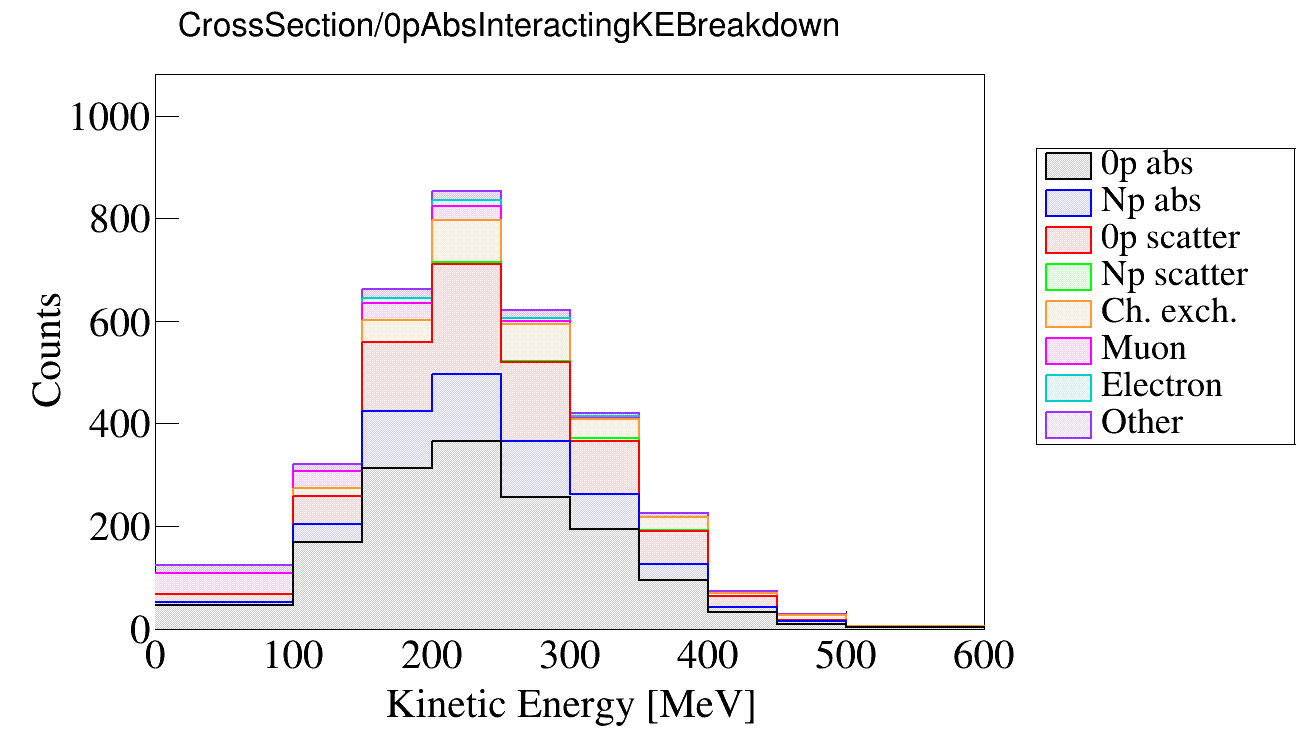 CrossSection/0pAbsInteractingKEBreakdown
1000
800
600
400
200
0
Counts
0 100 200 300 400 500 600
Kinetic Energy [MeV]
0p abs
Np abs
0p scatter
Np scatter
Ch. exch.
Muon
Electron
Other